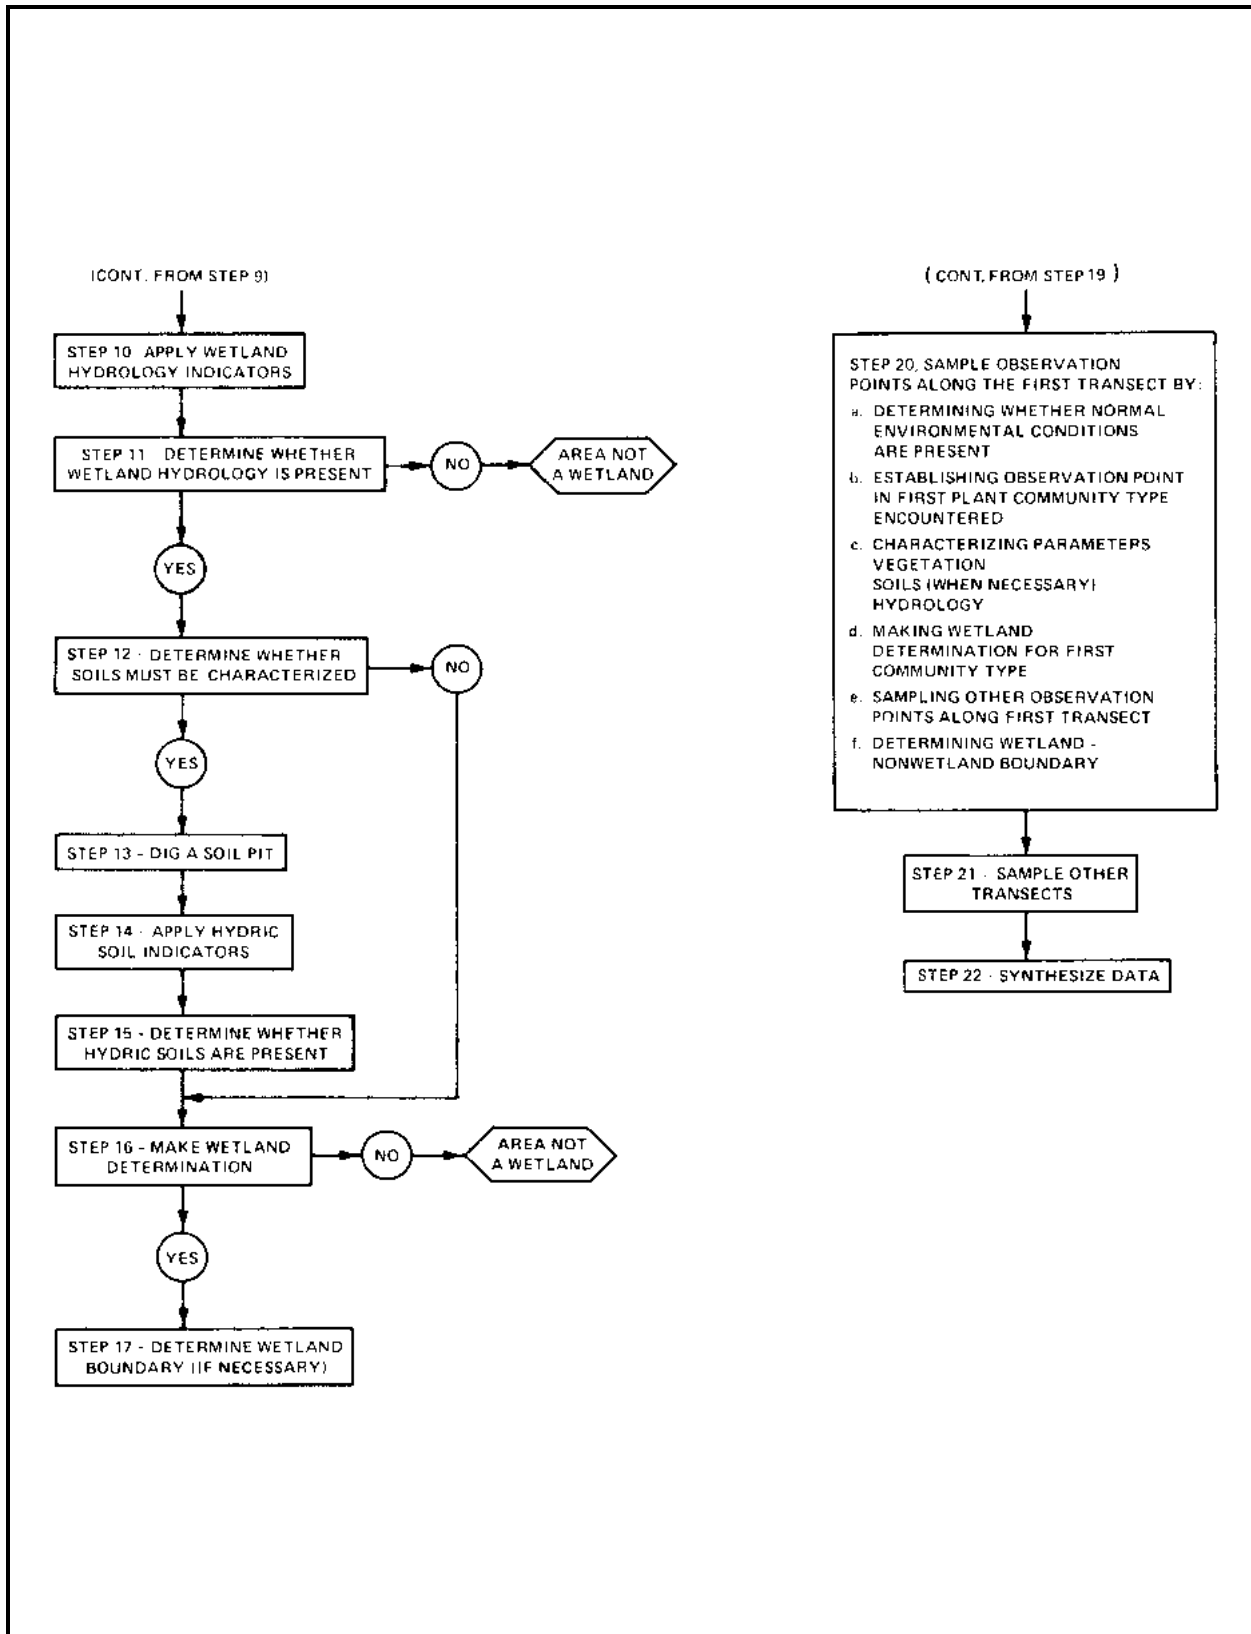 (CONT. FROM STEP 9)
STEP 10 - APPLY WETLAND
HYDROLOGY INDICATORS
STEP 11 - DETERMINE WHETHER
WETLAND HYDROLOGY IS PRESENT
NO
AREA NOT
A WETLAND
YES
STEP 12 - DETERMINE WHETHER
SOILS MUST BE CHARACTERIZED
NO
YES
STEP 13 - DIG A SOIL PIT
STEP 14 - APPLY HYDRIC
SOIL INDICATORS
STEP 15 - DETERMINE WHETHER
HYDRIC SOILS ARE PRESENT
STEP 16 - MAKE WETLAND
DETERMINATION
NO
AREA NOT
A WETLAND
YES
STEP 17 - DETERMINE WETLAND
BOUNDARY (IF NECESSARY)
( CONT. FROM STEP 19 )
STEP 20, SAMPLE OBSERVATION
POINTS ALONG THE FIRST TRANSECT BY:
a. DETERMINING WHETHER NORMAL
ENVIRONMENTAL CONDITIONS
ARE PRESENT
b. ESTABLISHING OBSERVATION POINT
IN FIRST PLANT COMMUNITY TYPE
ENCOUNTERED
c. CHARACTERIZING PARAMETERS
VEGETATION
SOILS (WHEN NECESSARY)
HYDROLOGY
d. MAKING WETLAND
DETERMINATION FOR FIRST
COMMUNITY TYPE
e. SAMPLING OTHER OBSERVATION
POINTS ALONG FIRST TRANSECT
f. DETERMINING WETLAND -
NONWETLAND BOUNDARY
STEP 21 - SAMPLE OTHER
TRANSECTS
STEP 22 - SYNTHESIZE DATA